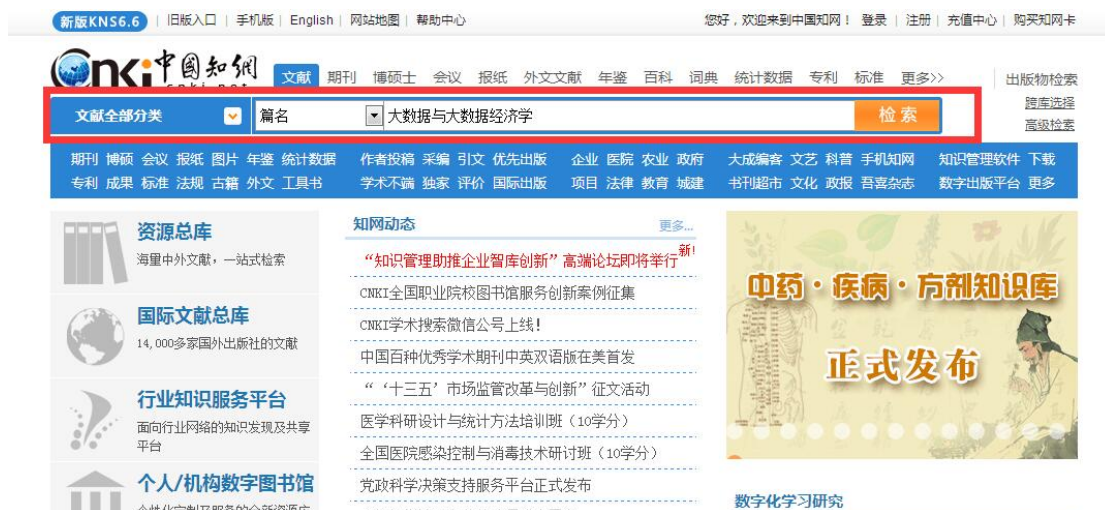 新版KNS6.6 | 旧版入口 | 手机版 | English | 网站地图 | 帮助中心
您好，欢迎来到中国知网！ 登录 | 注册 | 充值中心 | 购买知网卡
Cnki中國知網
cnki.net
文献 期刊 博硕士 会议 报纸 外文文献 年鉴 百科 词典 统计数据 专利 标准 更多>>
出版物检索
跨库选择
高级检索
文献全部分类 篇名 大数据与大数据经济学 检索
期刊 博硕 会议 报纸 图片 年鉴 统计数据 作者投稿 采编 引文 优先出版 企业 医院 农业 政府 大成编客 文艺 科普 手机知网 知识管理软件 下载
专利 成果 标准 法规 古籍 外文 工具书 学术不端 独家 评价 国际出版 项目 法律 教育 城建 书刊超市 文化 政报 吾喜杂志 数字出版平台 更多
资源总库
海量中外文献，一站式检索
国际文献总库
14,000多家国外出版社的文献
行业知识服务平台
面向行业网络的知识发现及共享
平台
个人/机构数字图书馆
知网动态 更多...
“知识管理助推企业智库创新”高端论坛即将举行 新!
CNKI全国职业院校图书馆服务创新案例征集
CNKI学术搜索微信公号上线!
中国百种优秀学术期刊中英双语版在美首发
“‘十三五’市场监管改革与创新”征文活动
医学科研设计与统计方法培训班（10学分）
全国医院感染控制与消毒技术研讨班（10学分）
党政科学决策支持服务平台正式发布
中药·疾病·方剂知识库
正式发布
数字化学习研究